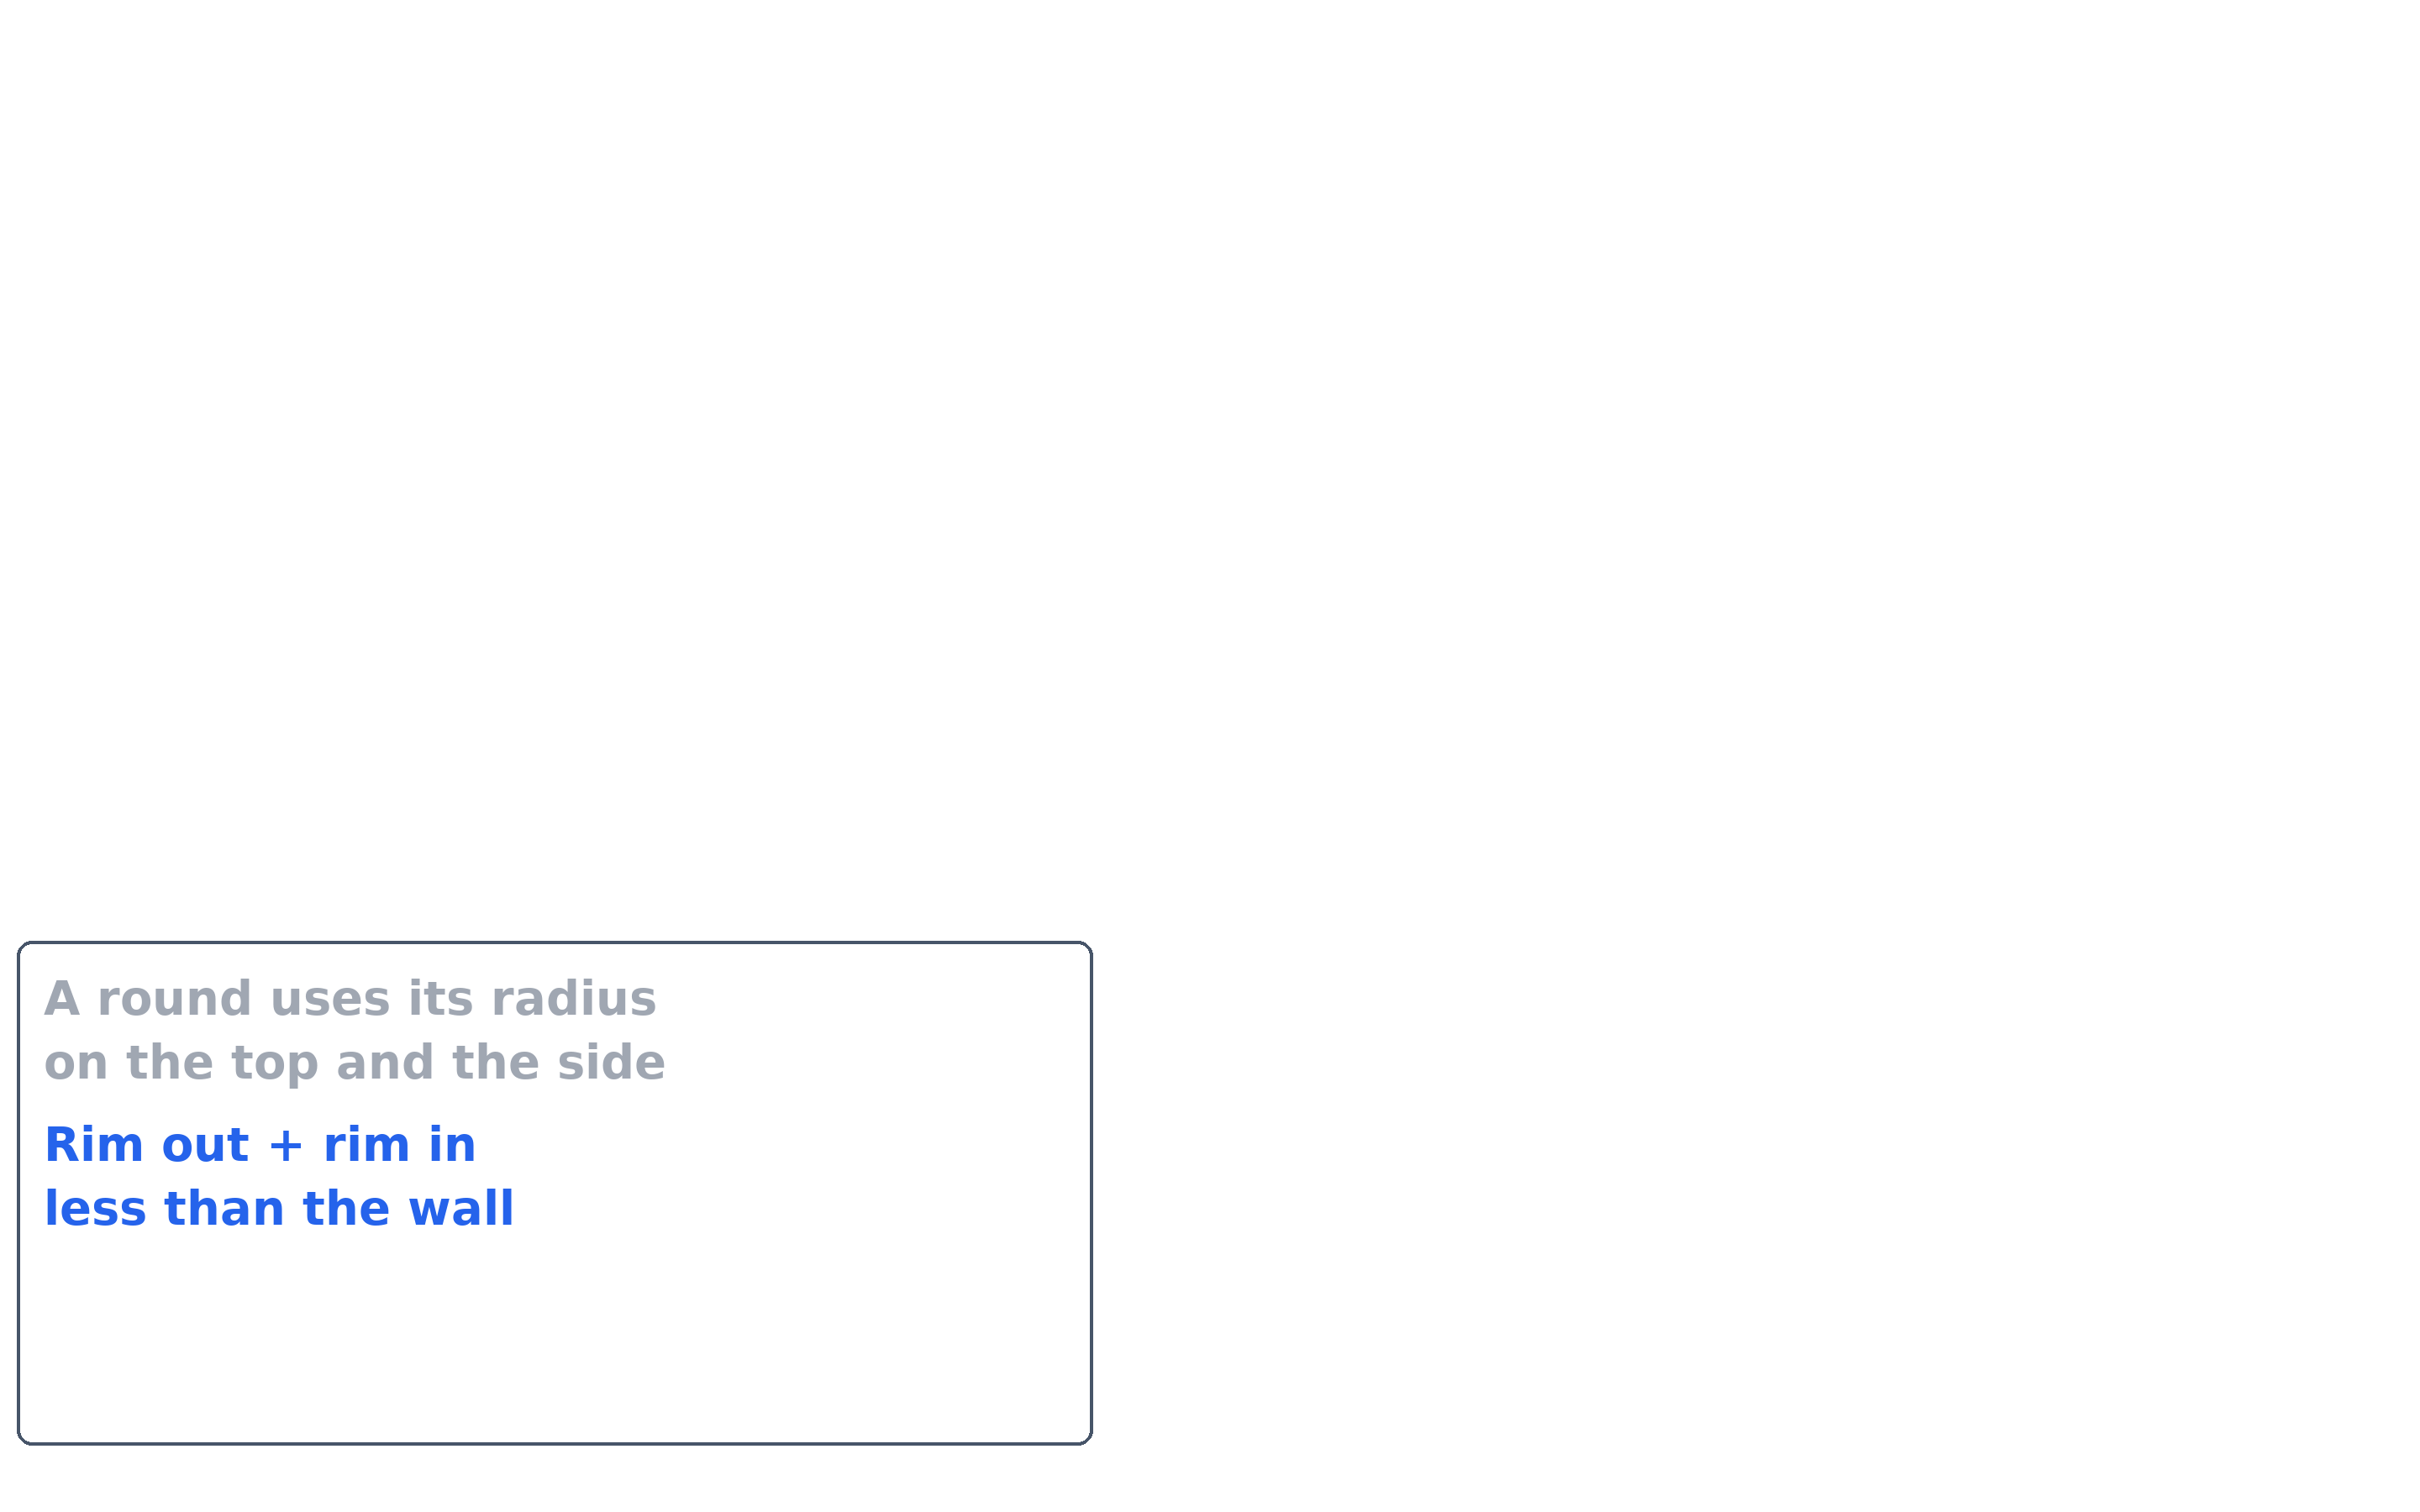 A round uses its radius
on the top and the side
Rim out + rim in
less than the wall